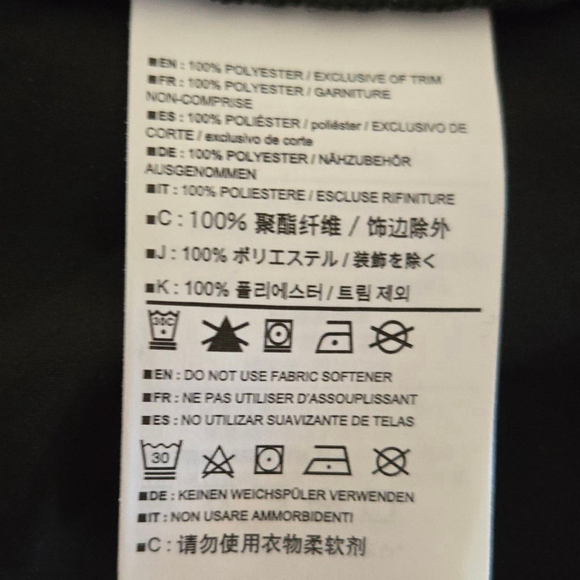 ■EN : 100% POLYESTER / EXCLUSIVE OF TRIM
■FR : 100% POLYESTER / GARNITURE
NON-COMPRISE
■ES : 100% POLIÉSTER / poliéster / EXCLUSIVO DE
CORTE / exclusivo de corte
■DE : 100% POLYESTER / NÄHZUBEHÖR
AUSGENOMMEN
■IT : 100% POLIESTERE / ESCLUSE RIFINITURE
■C : 100% 聚酯纤维 / 饰边除外
■J : 100% ポリエステル / 装飾を除く
■K : 100% 폴리에스터 / 트림 제외
30C
■EN : DO NOT USE FABRIC SOFTENER
■FR : NE PAS UTILISER D'ASSOUPLISSANT
■ES : NO UTILIZAR SUAVIZANTE DE TELAS
30
■DE : KEINEN WEICHSPÜLER VERWENDEN
■IT : NON USARE AMMORBIDENTI
■C : 请勿使用衣物柔软剂